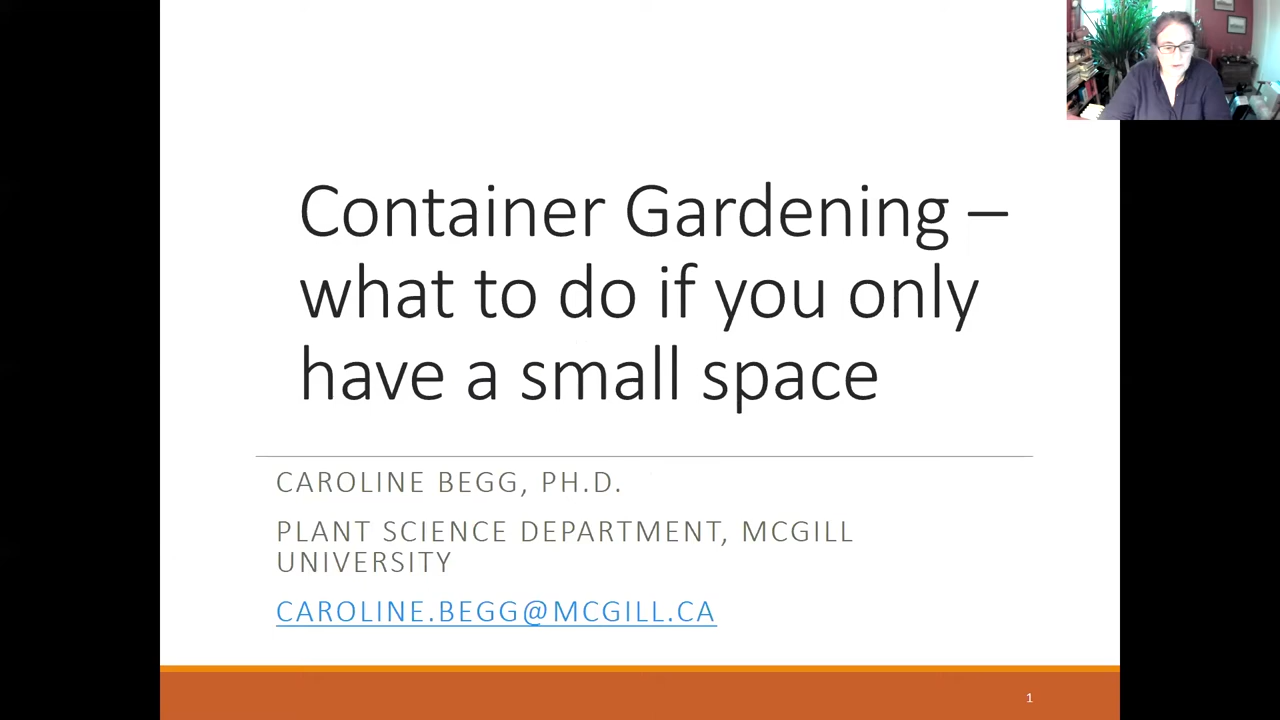 Container Gardening –
what to do if you only
have a small space
CAROLINE BEGG, PH.D.
PLANT SCIENCE DEPARTMENT, MCGILL
UNIVERSITY
CAROLINE.BEGG@MCGILL.CA
1